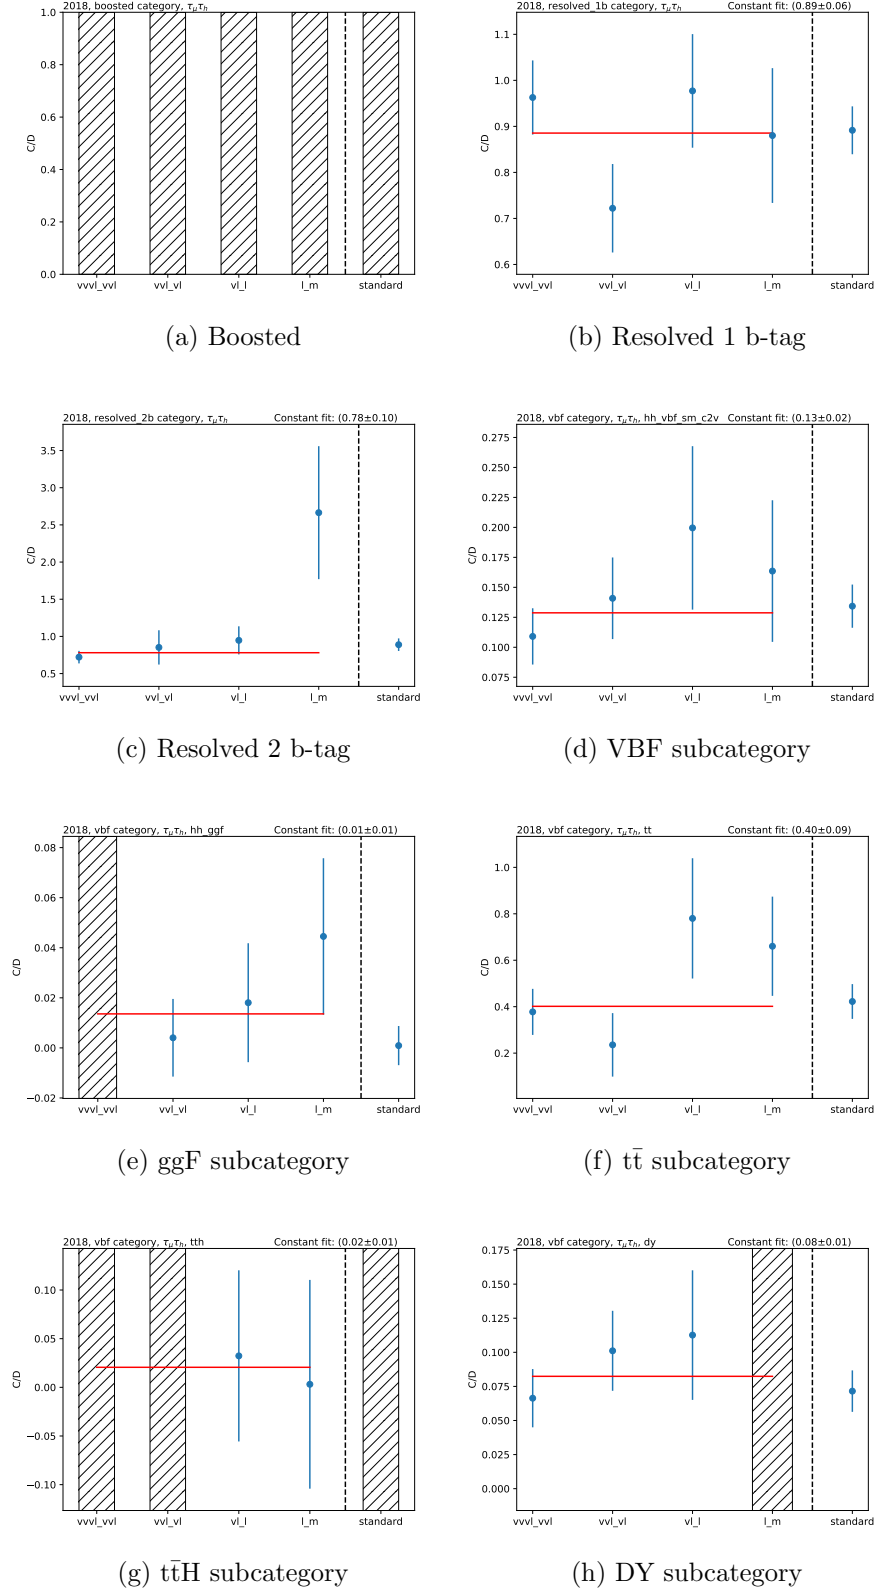 2018, boosted category, τμτh
1.0
0.8
0.6
0.4
0.2
0.0
C/D
vvvl_vvl vvl_vl vl_l l_m standard
(a) Boosted
2018, resolved_1b category, τμτh Constant fit: (0.89±0.06)
1.1
1.0
0.9
0.8
0.7
0.6
C/D
vvvl_vvl vvl_vl vl_l l_m standard
(b) Resolved 1 b-tag
2018, resolved_2b category, τμτh Constant fit: (0.78±0.10)
3.5
3.0
2.5
2.0
1.5
1.0
0.5
C/D
vvvl_vvl vvl_vl vl_l l_m standard
(c) Resolved 2 b-tag
2018, vbf category, τμτh, hh_vbf_sm_c2v Constant fit: (0.13±0.02)
0.275
0.250
0.225
0.200
0.175
0.150
0.125
0.100
0.075
C/D
vvvl_vvl vvl_vl vl_l l_m standard
(d) VBF subcategory
2018, vbf category, τμτh, hh_ggf Constant fit: (0.01±0.01)
0.08
0.06
0.04
0.02
0.00
−0.02
C/D
vvvl_vvl vvl_vl vl_l l_m standard
(e) ggF subcategory
2018, vbf category, τμτh, tt Constant fit: (0.40±0.09)
1.0
0.8
0.6
0.4
0.2
C/D
vvvl_vvl vvl_vl vl_l l_m standard
(f) tt̄ subcategory
2018, vbf category, τμτh, tth Constant fit: (0.02±0.01)
0.10
0.05
0.00
−0.05
−0.10
C/D
vvvl_vvl vvl_vl vl_l l_m standard
(g) tt̄H subcategory
2018, vbf category, τμτh, dy Constant fit: (0.08±0.01)
0.175
0.150
0.125
0.100
0.075
0.050
0.025
0.000
C/D
vvvl_vvl vvl_vl vl_l l_m standard
(h) DY subcategory